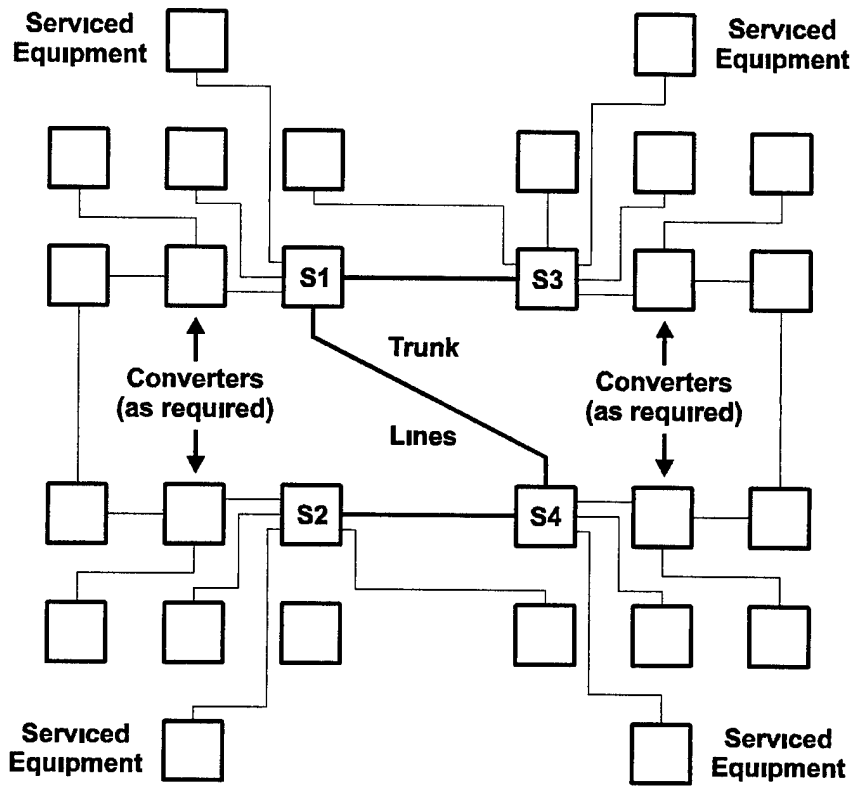 Serviced
Equipment
Serviced
Equipment
S1
S3
Trunk
Converters
(as required)
Converters
(as required)
Lines
S2
S4
Serviced
Equipment
Serviced
Equipment